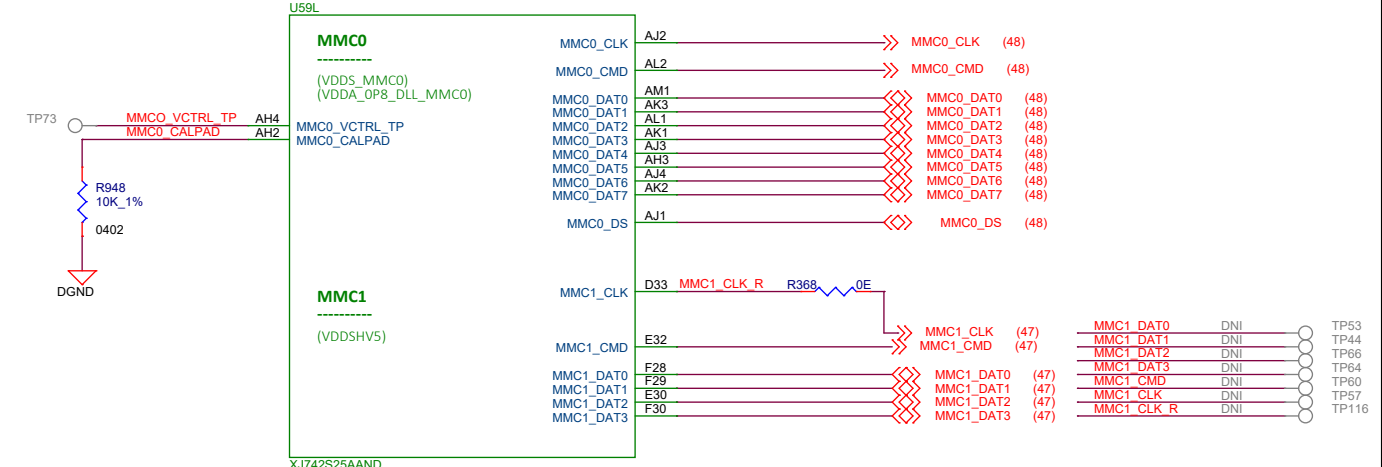 U59L
MMC0
----------
(VDDS_MMC0)
(VDDA_0P8_DLL_MMC0)
TP73
MMCO_VCTRL_TP
AH4
MMC0_VCTRL_TP
MMC0_CALPAD
AH2
MMC0_CALPAD
R948
10K_1%
0402
DGND
MMC0_CLK AJ2 MMC0_CLK (48)
MMC0_CMD AL2 MMC0_CMD (48)
MMC0_DAT0 AM1 MMC0_DAT0 (48)
MMC0_DAT1 AK3 MMC0_DAT1 (48)
MMC0_DAT2 AL1 MMC0_DAT2 (48)
MMC0_DAT3 AK1 MMC0_DAT3 (48)
MMC0_DAT4 AJ3 MMC0_DAT4 (48)
MMC0_DAT5 AH3 MMC0_DAT5 (48)
MMC0_DAT6 AJ4 MMC0_DAT6 (48)
MMC0_DAT7 AK2 MMC0_DAT7 (48)
MMC0_DS AJ1 MMC0_DS (48)
MMC1
----------
(VDDSHV5)
MMC1_CLK D33 MMC1_CLK_R R368 0E
MMC1_CLK (47)
MMC1_CMD E32 MMC1_CMD (47)
MMC1_DAT0 F28 MMC1_DAT0 (47)
MMC1_DAT1 F29 MMC1_DAT1 (47)
MMC1_DAT2 E30 MMC1_DAT2 (47)
MMC1_DAT3 F30 MMC1_DAT3 (47)
MMC1_DAT0 DNI TP53
MMC1_DAT1 DNI TP44
MMC1_DAT2 DNI TP66
MMC1_DAT3 DNI TP64
MMC1_CMD DNI TP60
MMC1_CLK DNI TP57
MMC1_CLK_R DNI TP116
XJ742S25AAND